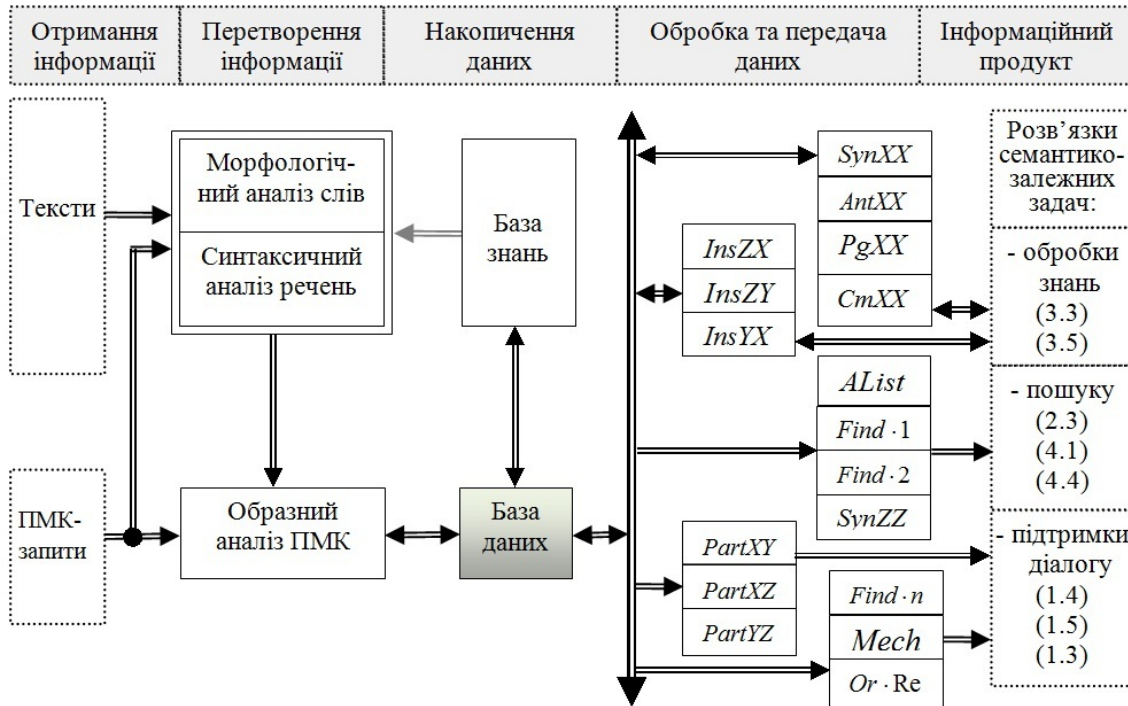 Отримання
інформації
Перетворення
інформації
Накопичення
даних
Обробка та передача
даних
Інформаційний
продукт
Тексти
ПМК-
запити
Морфологіч-
ний аналіз слів
Синтаксичний
аналіз речень
Образний
аналіз ПМК
База
знань
База
даних
InsZX
InsZY
InsYX
SynXX
AntXX
PgXX
CmXX
AList
Find · 1
Find · 2
SynZZ
PartXY
PartXZ
PartYZ
Find · n
Mech
Or · Re
Розв’язки
семантико-
залежних
задач:
- обробки
знань
(3.3)
(3.5)
- пошуку
(2.3)
(4.1)
(4.4)
- підтримки
діалогу
(1.4)
(1.5)
(1.3)